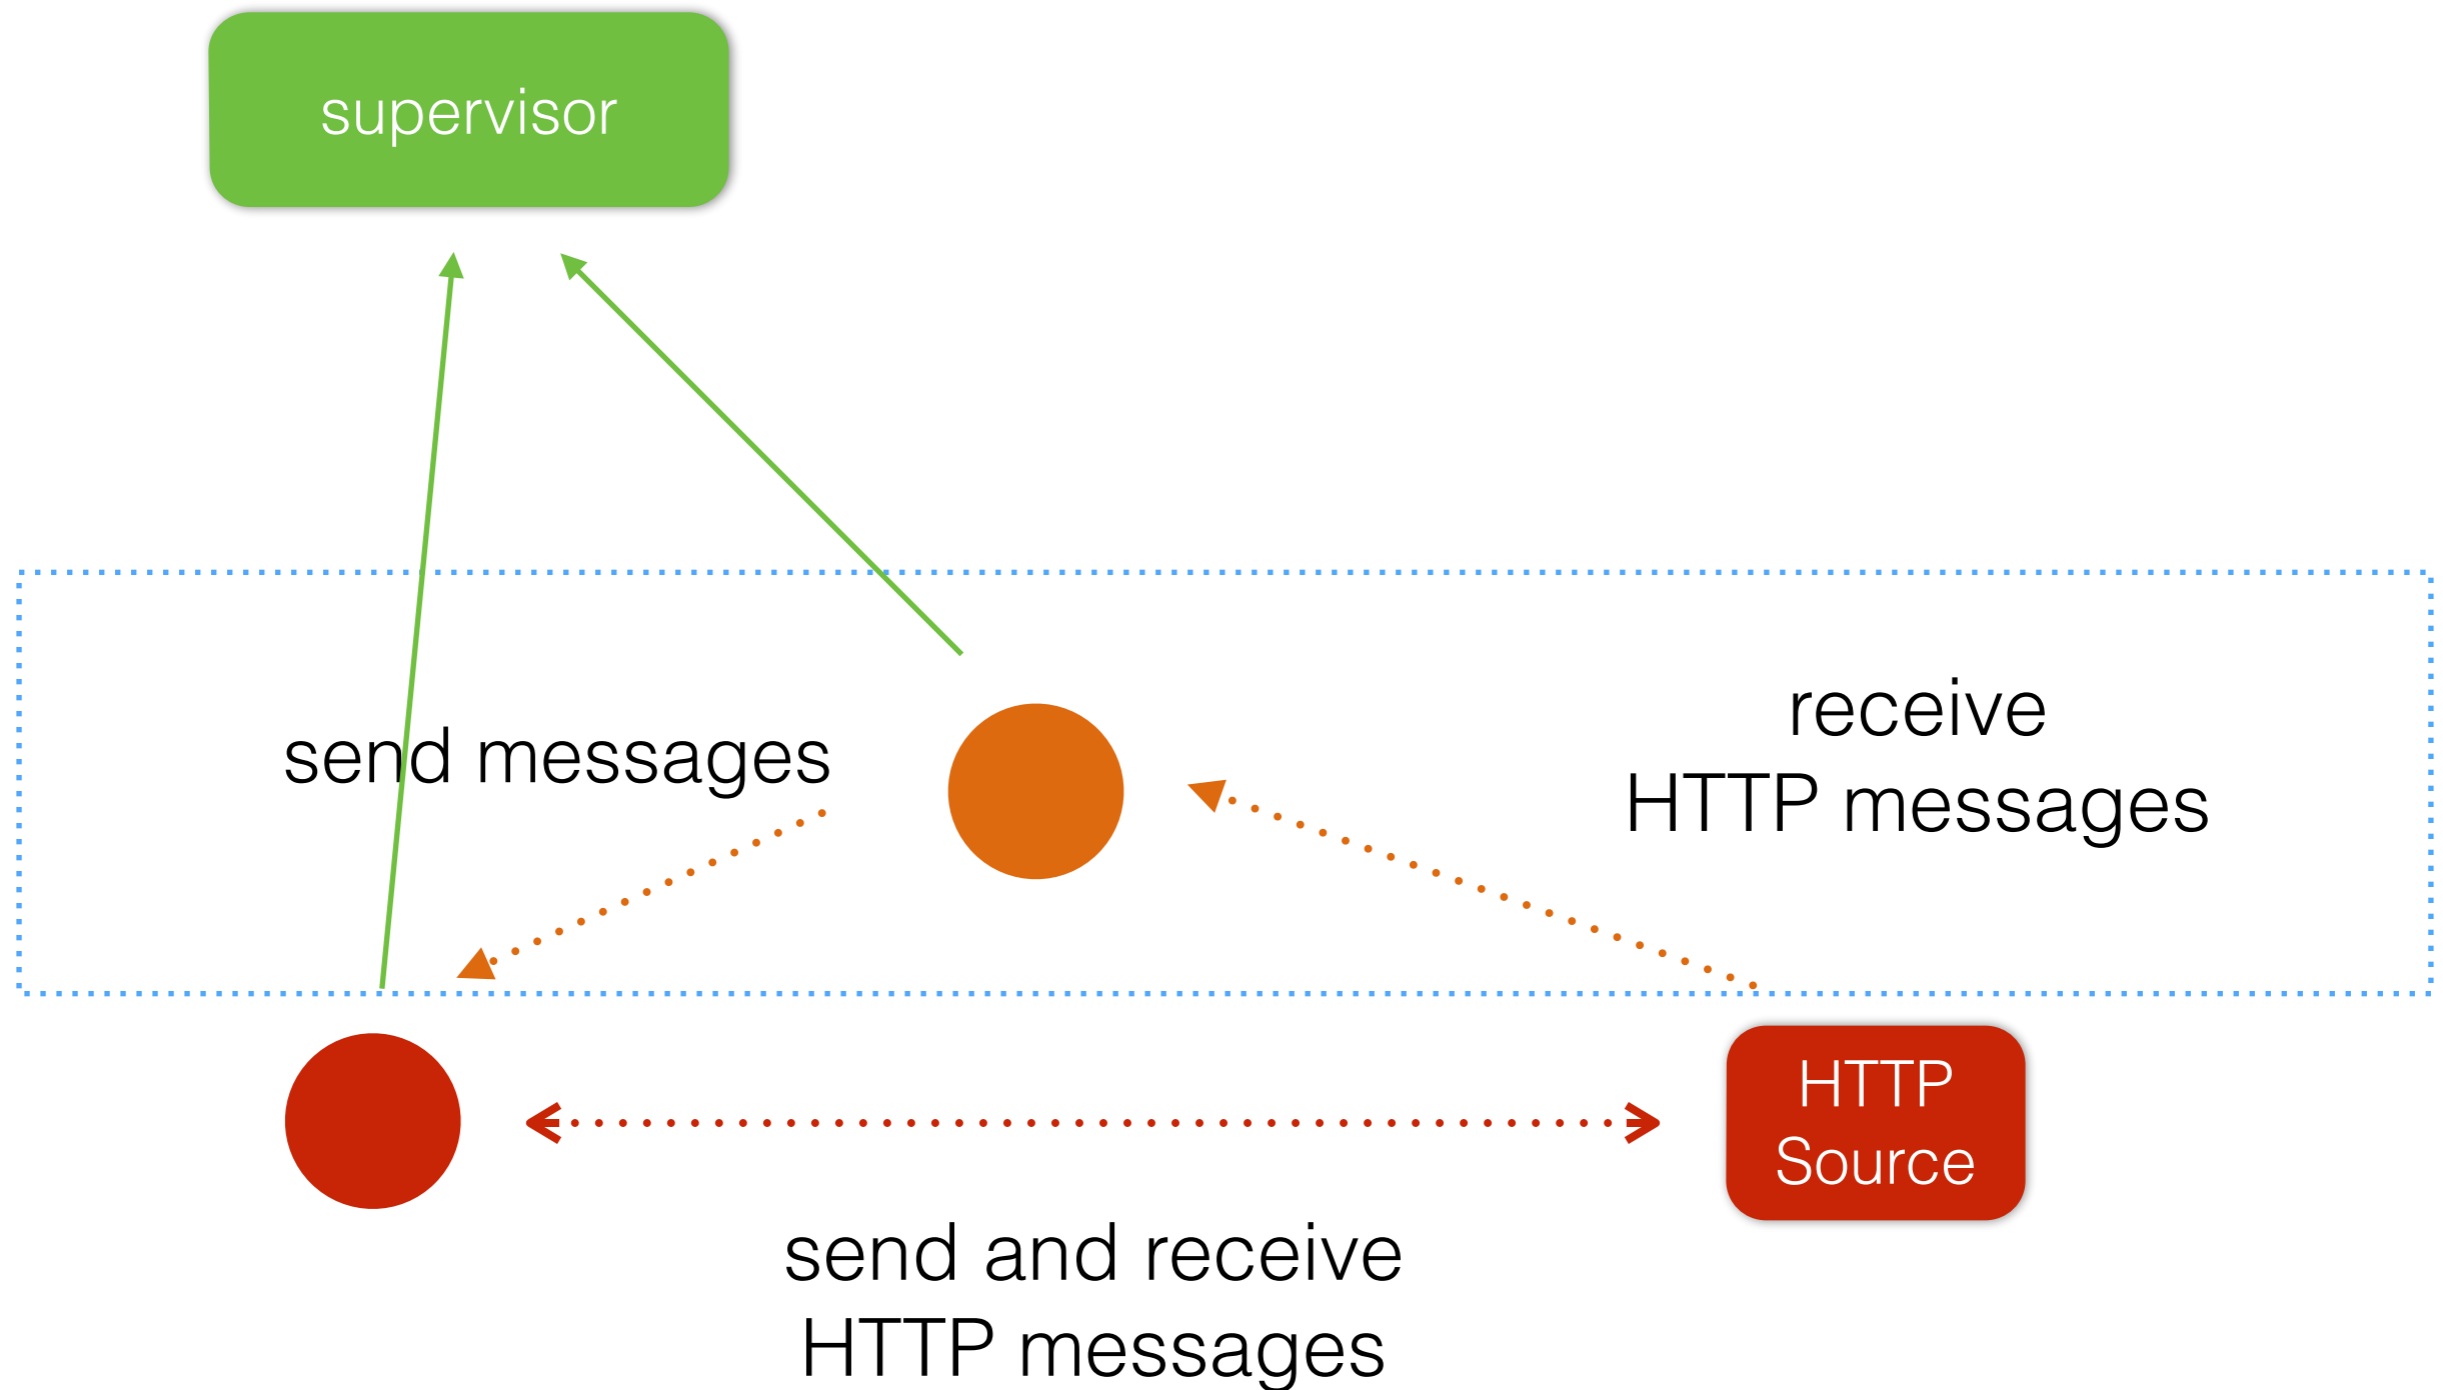 supervisor
send messages
receive
HTTP messages
HTTP
Source
send and receive
HTTP messages